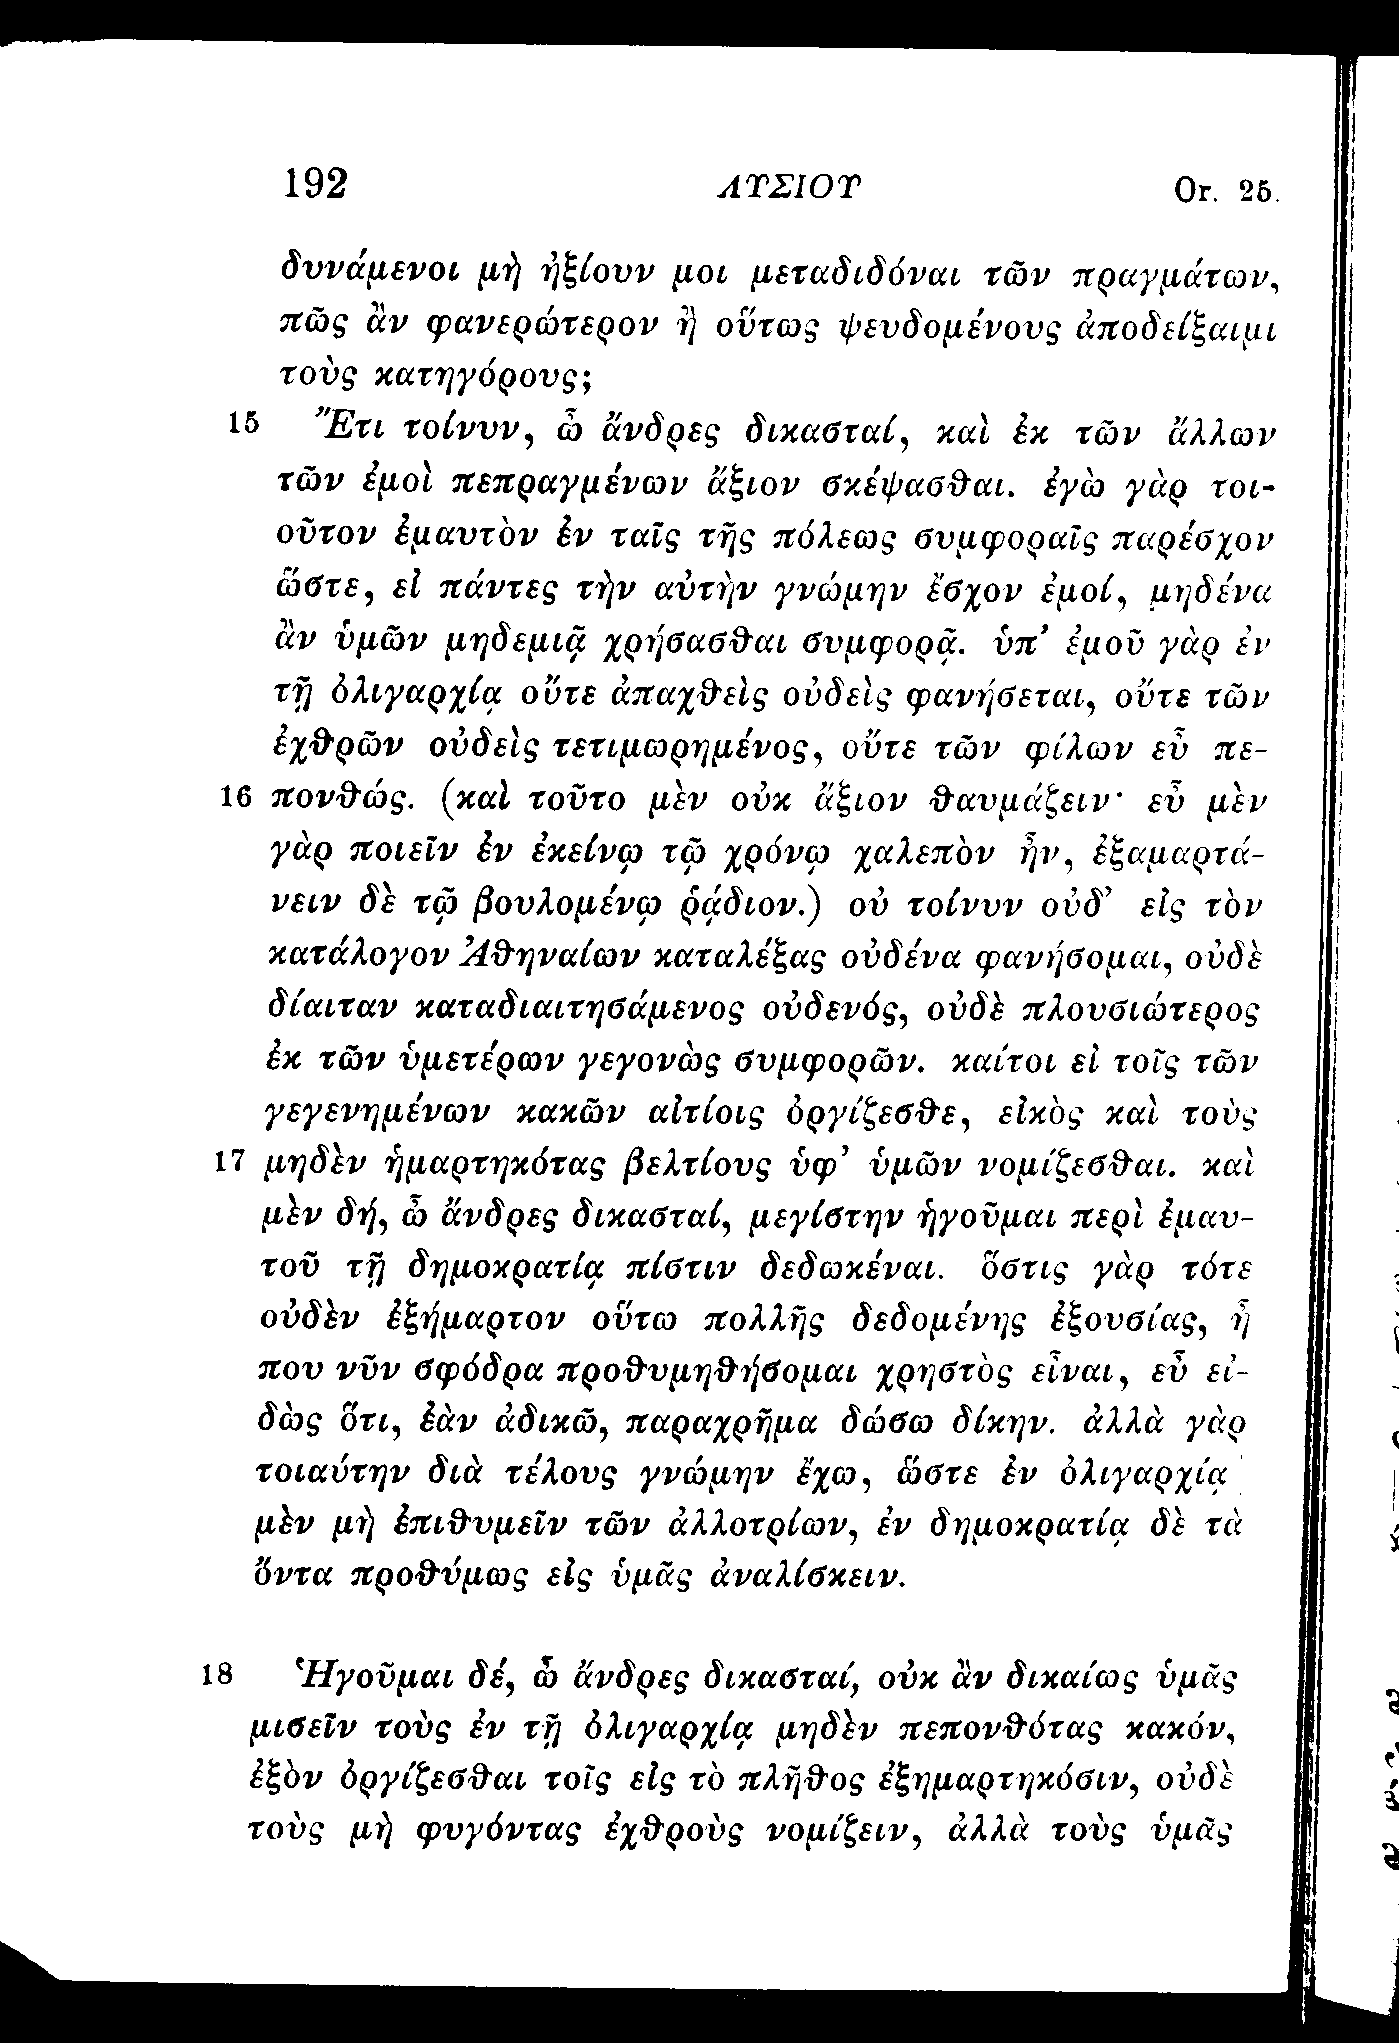 192 ΛΥΣΙΟΥ Or. 25.
δυνάμενοι μὴ ἠξίουν μοι μεταδιδόναι τῶν πραγμάτων,
πῶς ἂν φανερώτερον ἢ οὕτως ψευδομένους ἀποδείξαιμι
τοὺς κατηγόρους;
15 Ἔτι τοίνυν, ὦ ἄνδρες δικασταί, καὶ ἐκ τῶν ἄλλων
τῶν ἐμοὶ πεπραγμένων ἄξιον σκέψασθαι. ἐγὼ γὰρ τοι-
οῦτον ἐμαυτὸν ἐν ταῖς τῆς πόλεως συμφοραῖς παρέσχον
ὥστε, εἰ πάντες τὴν αὐτὴν γνώμην ἔσχον ἐμοί, μηδένα
ἂν ὑμῶν μηδεμιᾷ χρήσασθαι συμφορᾷ. ὑπ’ ἐμοῦ γὰρ ἐν
τῇ ὀλιγαρχίᾳ οὔτε ἀπαχθεὶς οὐδεὶς φανήσεται, οὔτε τῶν
ἐχθρῶν οὐδεὶς τετιμωρημένος, οὔτε τῶν φίλων εὖ πε-
16 πονθώς. (καὶ τοῦτο μὲν οὐκ ἄξιον θαυμάζειν· εὖ μὲν
γὰρ ποιεῖν ἐν ἐκείνῳ τῷ χρόνῳ χαλεπὸν ἦν, ἐξαμαρτά-
νειν δὲ τῷ βουλομένῳ ῥᾴδιον.) οὐ τοίνυν οὐδ’ εἰς τὸν
κατάλογον Ἀθηναίων καταλέξας οὐδένα φανήσομαι, οὐδὲ
δίαιταν καταδιαιτησάμενος οὐδενός, οὐδὲ πλουσιώτερος
ἐκ τῶν ὑμετέρων γεγονὼς συμφορῶν. καίτοι εἰ τοῖς τῶν
γεγενημένων κακῶν αἰτίοις ὀργίζεσθε, εἰκὸς καὶ τοὺς
17 μηδὲν ἡμαρτηκότας βελτίους ὑφ’ ὑμῶν νομίζεσθαι. καὶ
μὲν δή, ὦ ἄνδρες δικασταί, μεγίστην ἡγοῦμαι περὶ ἐμαυ-
τοῦ τῇ δημοκρατίᾳ πίστιν δεδωκέναι. ὅστις γὰρ τότε
οὐδὲν ἐξήμαρτον οὕτω πολλῆς δεδομένης ἐξουσίας, ἦ
που νῦν σφόδρα προθυμηθήσομαι χρηστὸς εἶναι, εὖ εἰ-
δὼς ὅτι, ἐὰν ἀδικῶ, παραχρῆμα δώσω δίκην. ἀλλὰ γὰρ
τοιαύτην διὰ τέλους γνώμην ἔχω, ὥστε ἐν ὀλιγαρχίᾳ
μὲν μὴ ἐπιθυμεῖν τῶν ἀλλοτρίων, ἐν δημοκρατίᾳ δὲ τὰ
ὄντα προθύμως εἰς ὑμᾶς ἀναλίσκειν.
18 Ἡγοῦμαι δέ, ὦ ἄνδρες δικασταί, οὐκ ἂν δικαίως ὑμᾶς
μισεῖν τοὺς ἐν τῇ ὀλιγαρχίᾳ μηδὲν πεπονθότας κακόν,
ἐξὸν ὀργίζεσθαι τοῖς εἰς τὸ πλῆθος ἐξημαρτηκόσιν, οὐδὲ
τοὺς μὴ φυγόντας ἐχθροὺς νομίζειν, ἀλλὰ τοὺς ὑμᾶς